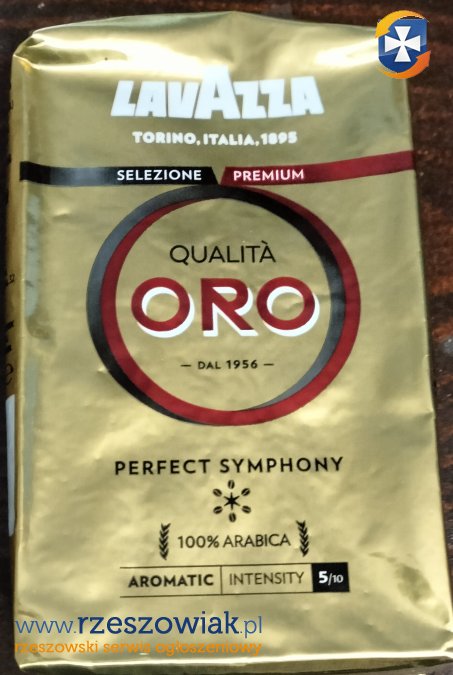 LAVAZZA
TORINO, ITALIA, 1895
SELEZIONE PREMIUM
QUALITÀ
ORO
— DAL 1956 —
PERFECT SYMPHONY
100% ARABICA
AROMATIC INTENSITY 5/10
www.rzeszowiak.pl
rzeszowski serwis ogłoszeniowy